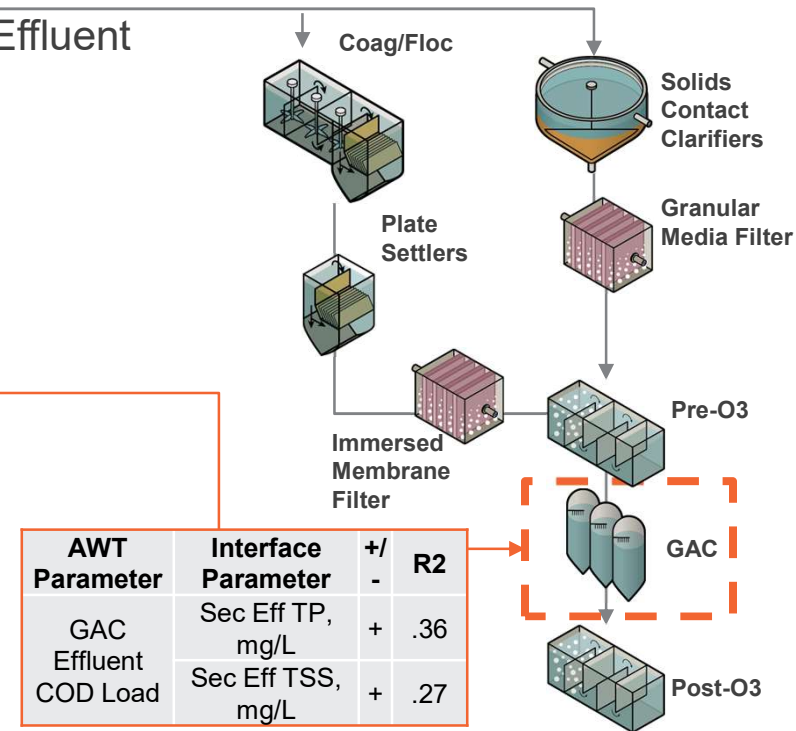 Effluent
Coag/Floc
Solids
Contact
Clarifiers
Granular
Media Filter
Plate
Settlers
Pre-O3
Immersed
Membrane
Filter
GAC
AWT
Parameter
Interface
Parameter
+/
-
R2
GAC
Effluent
COD Load
Sec Eff TP,
mg/L
+
.36
Sec Eff TSS,
mg/L
+
.27
Post-O3